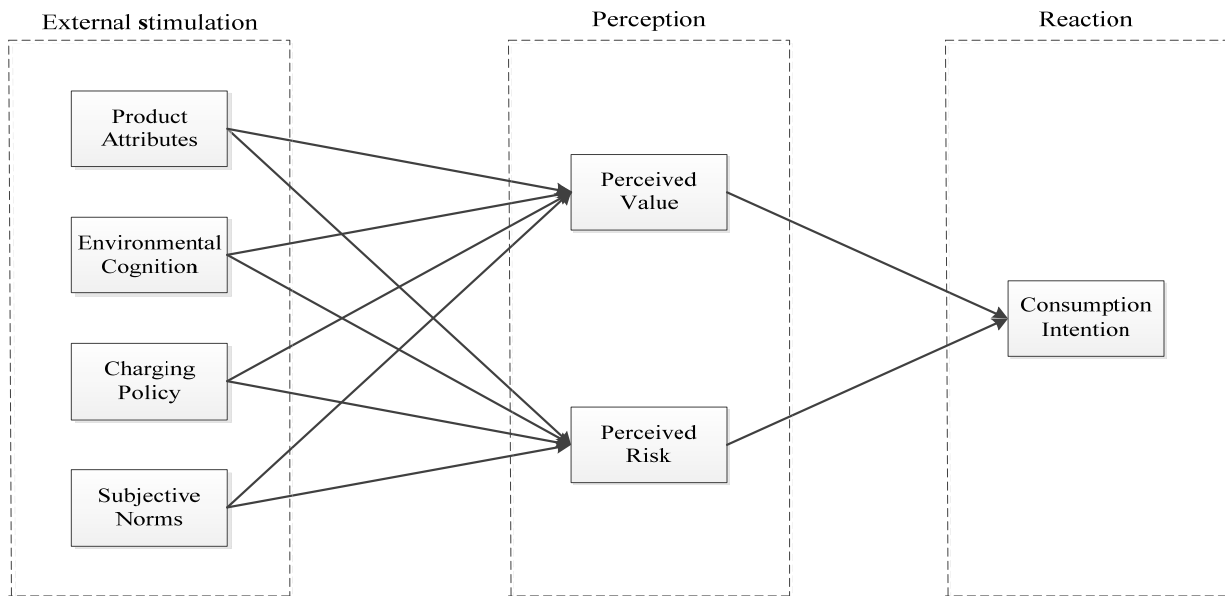 External stimulation
Perception
Reaction
Product
Attributes
Environmental
Cognition
Charging
Policy
Subjective
Norms
Perceived
Value
Perceived
Risk
Consumption
Intention